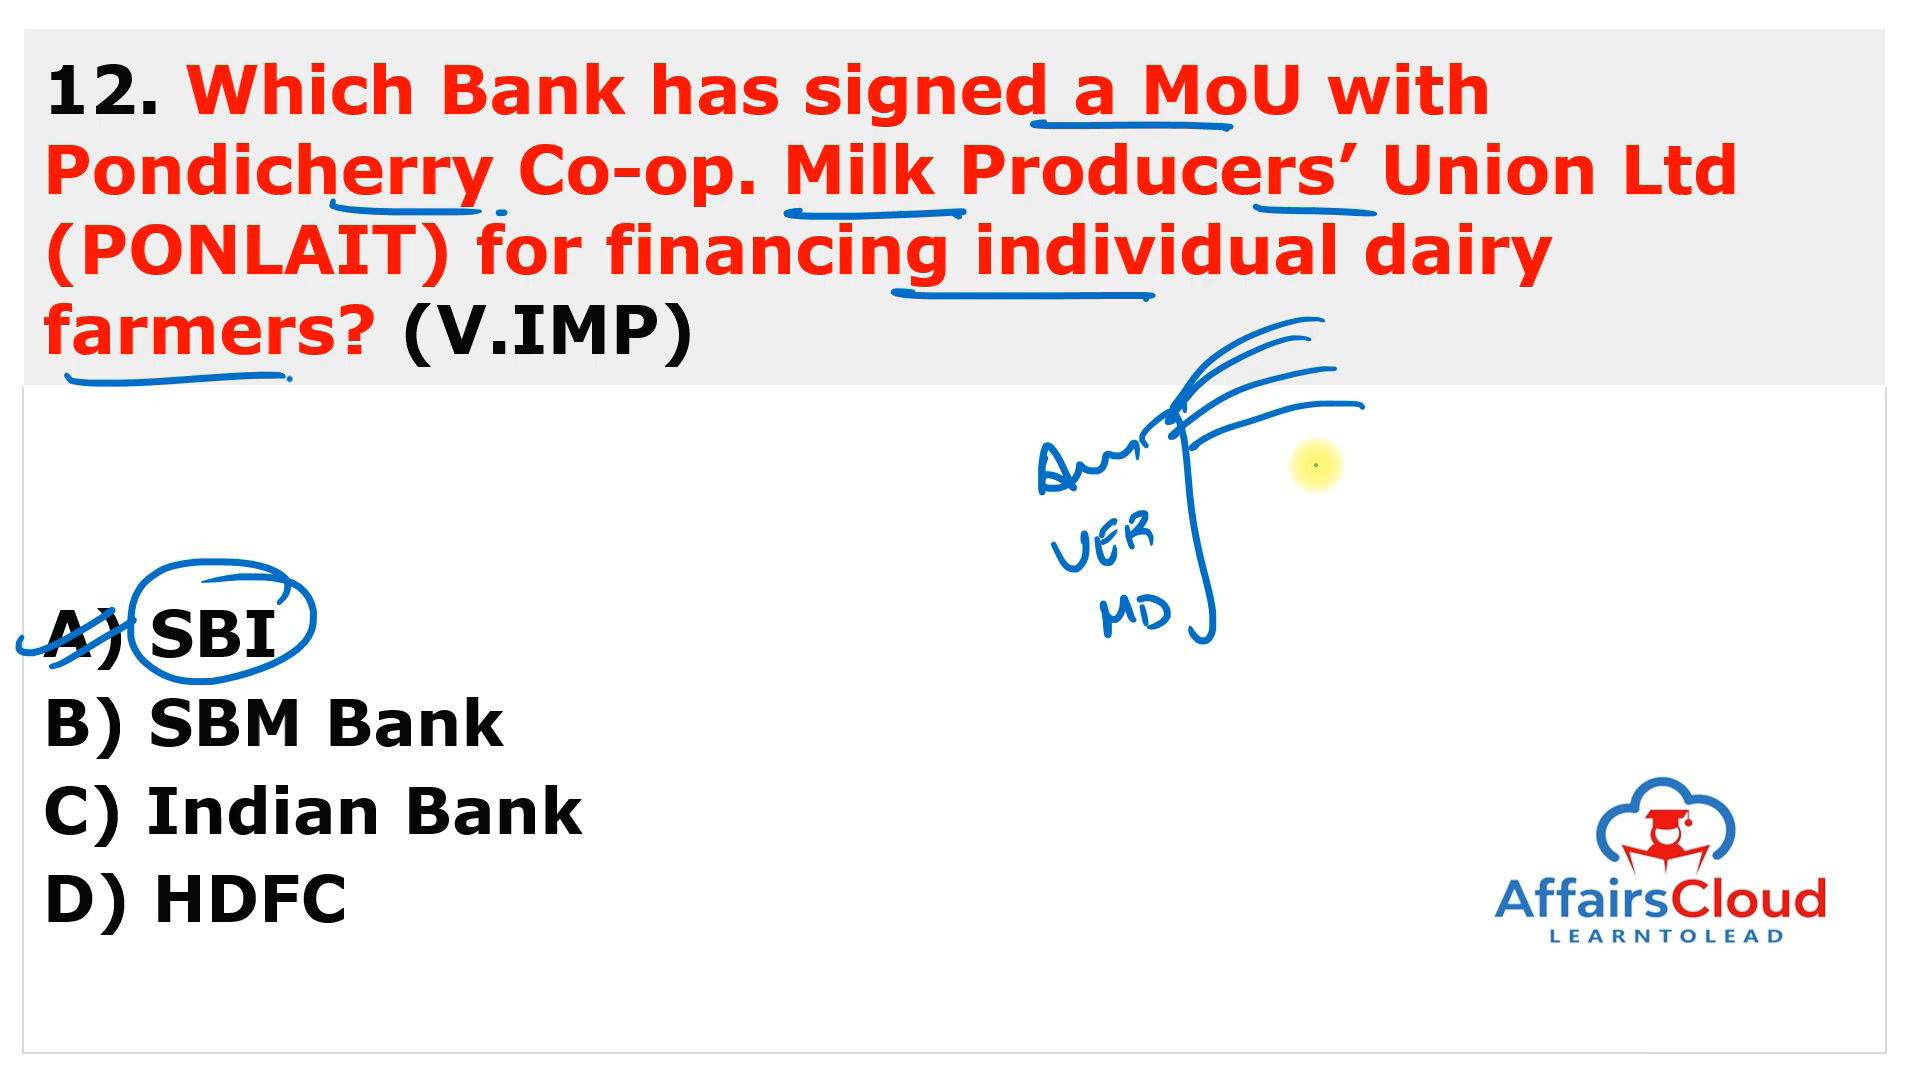 12. Which Bank has signed a MoU with
Pondicherry Co-op. Milk Producers’ Union Ltd
(PONLAIT) for financing individual dairy
farmers? (V.IMP)
VER
MD
A) SBI
B) SBM Bank
C) Indian Bank
D) HDFC
AffairsCloud
LEARNTOLEAD